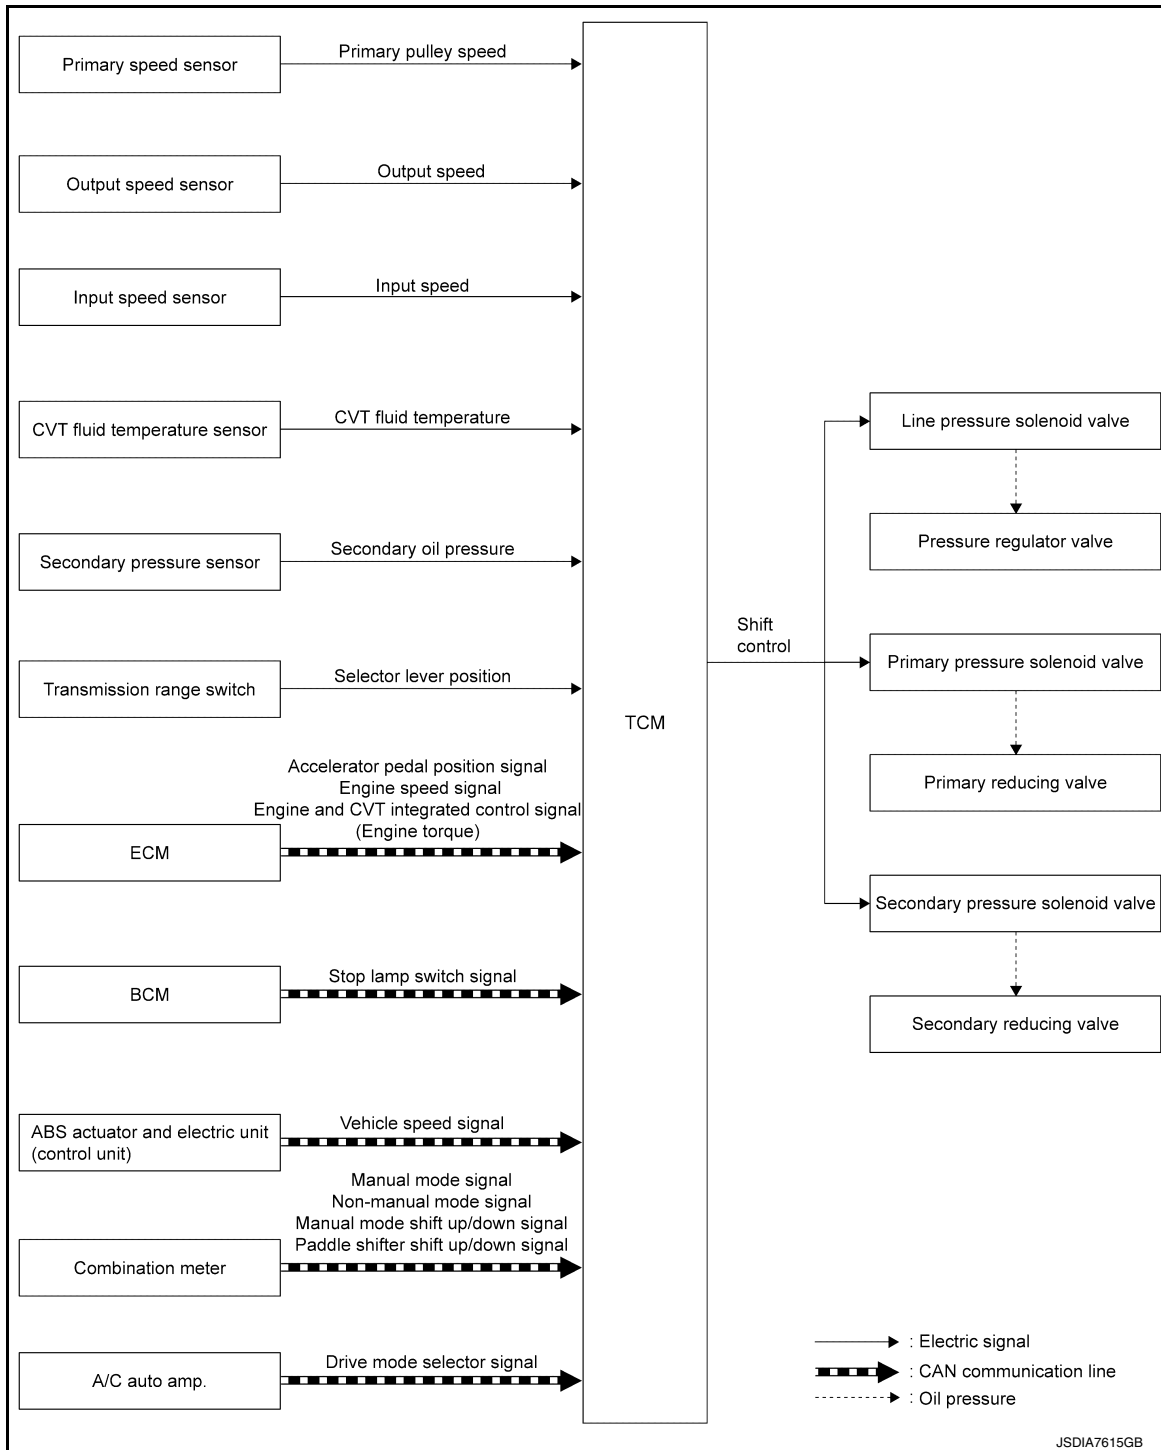 Primary speed sensor
Primary pulley speed
Output speed sensor
Output speed
Input speed sensor
Input speed
CVT fluid temperature sensor
CVT fluid temperature
Secondary pressure sensor
Secondary oil pressure
Transmission range switch
Selector lever position
ECM
Accelerator pedal position signal
Engine speed signal
Engine and CVT integrated control signal
(Engine torque)
BCM
Stop lamp switch signal
ABS actuator and electric unit
(control unit)
Vehicle speed signal
Combination meter
Manual mode signal
Non-manual mode signal
Manual mode shift up/down signal
Paddle shifter shift up/down signal
A/C auto amp.
Drive mode selector signal
TCM
Shift
control
Line pressure solenoid valve
Pressure regulator valve
Primary pressure solenoid valve
Primary reducing valve
Secondary pressure solenoid valve
Secondary reducing valve
: Electric signal
: CAN communication line
: Oil pressure
JSDIA7615GB